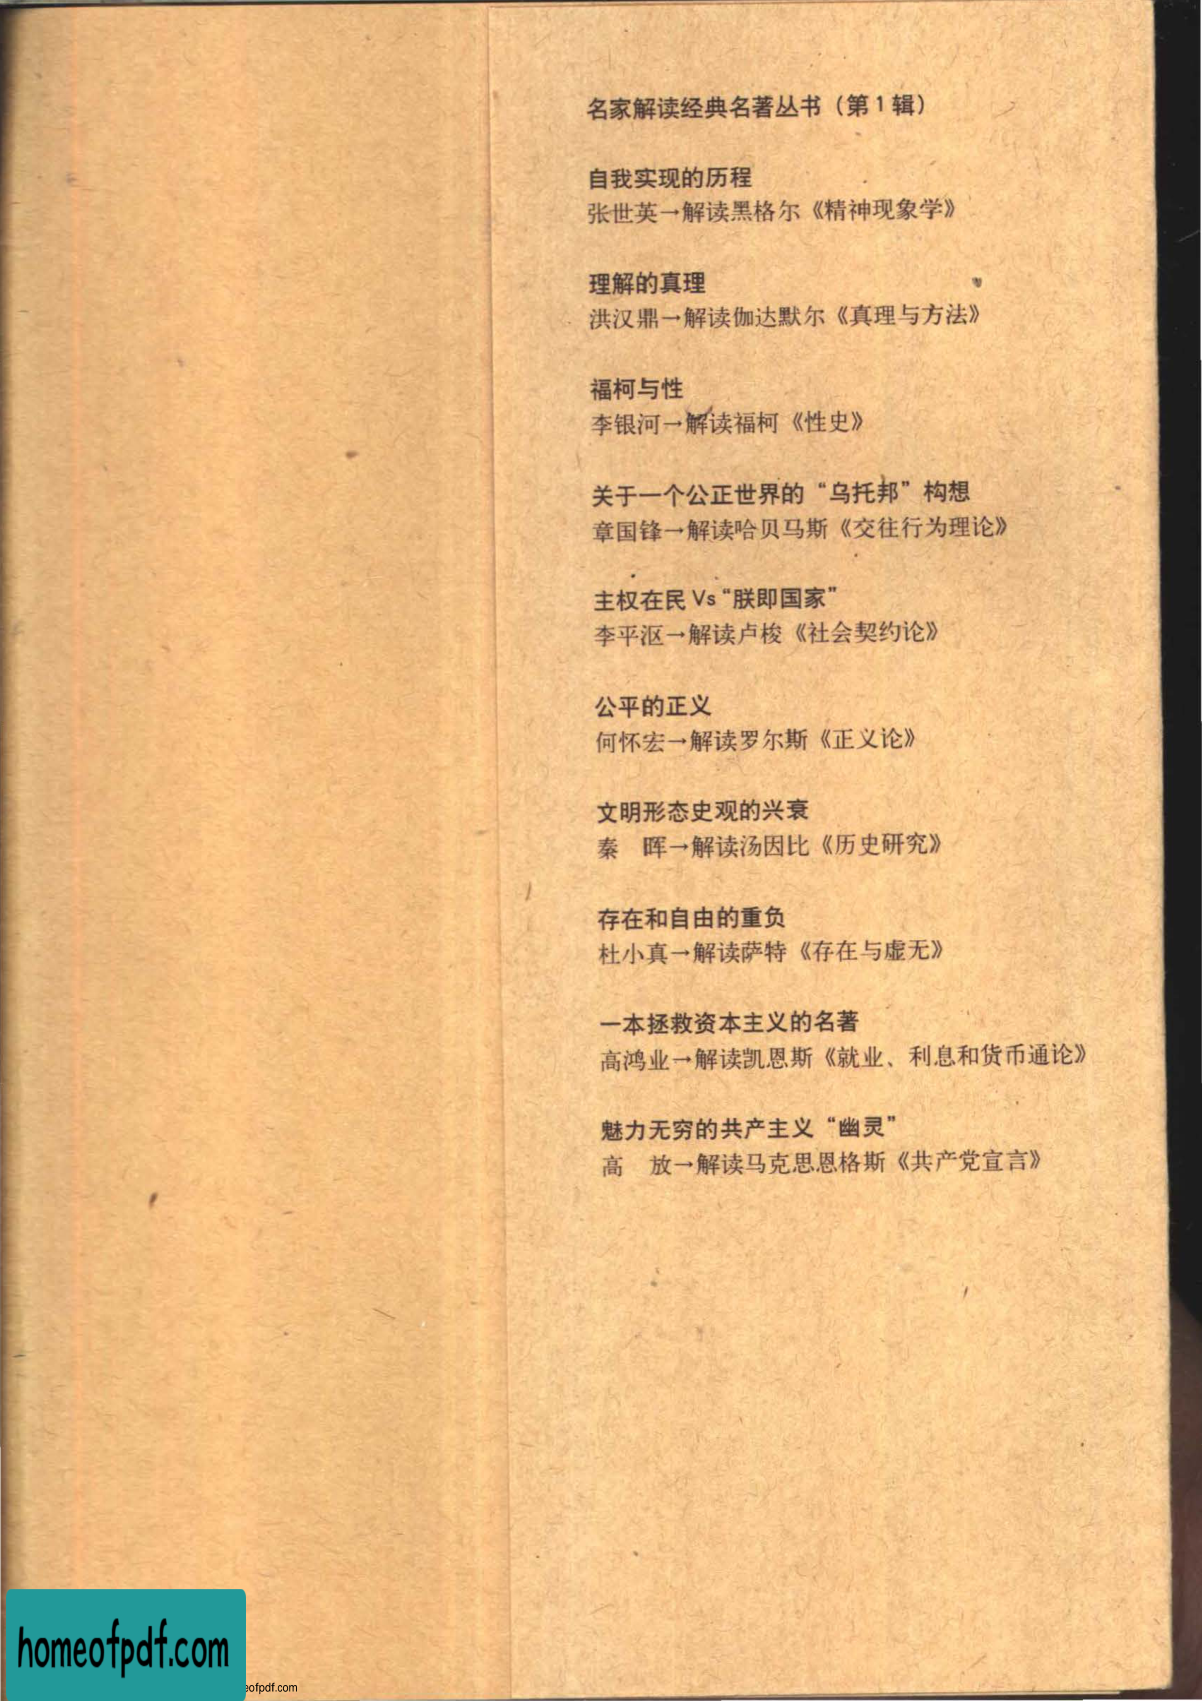 名家解读经典名著丛书（第1辑）
自我实现的历程
张世英→解读黑格尔《精神现象学》
理解的真理
洪汉鼎→解读伽达默尔《真理与方法》
福柯与性
李银河→解读福柯《性史》
关于一个公正世界的“乌托邦”构想
章国锋→解读哈贝马斯《交往行为理论》
主权在民Vs“朕即国家”
李平沤→解读卢梭《社会契约论》
公平的正义
何怀宏→解读罗尔斯《正义论》
文明形态史观的兴衰
秦　晖→解读汤因比《历史研究》
存在和自由的重负
杜小真→解读萨特《存在与虚无》
一本拯救资本主义的名著
高鸿业→解读凯恩斯《就业、利息和货币通论》
魅力无穷的共产主义“幽灵”
高　放→解读马克思恩格斯《共产党宣言》
homeofpdf.com
eofpdf.com